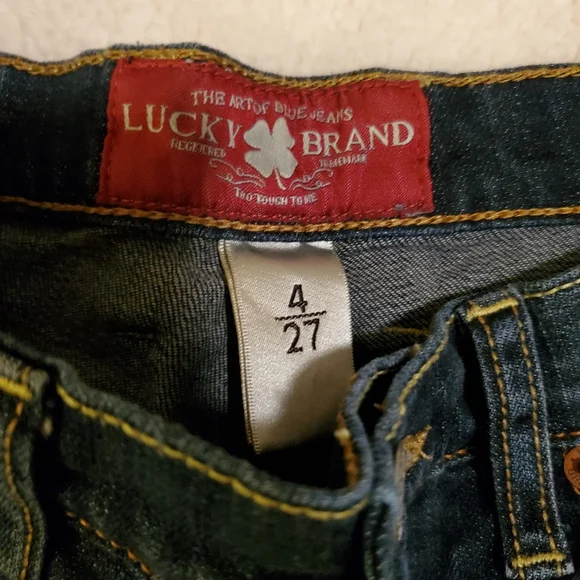 THE ART OF BLUE JEANS
LUCKY BRAND
REGISTERED TRADEMARK
TOO TOUGH TO DIE
4
27